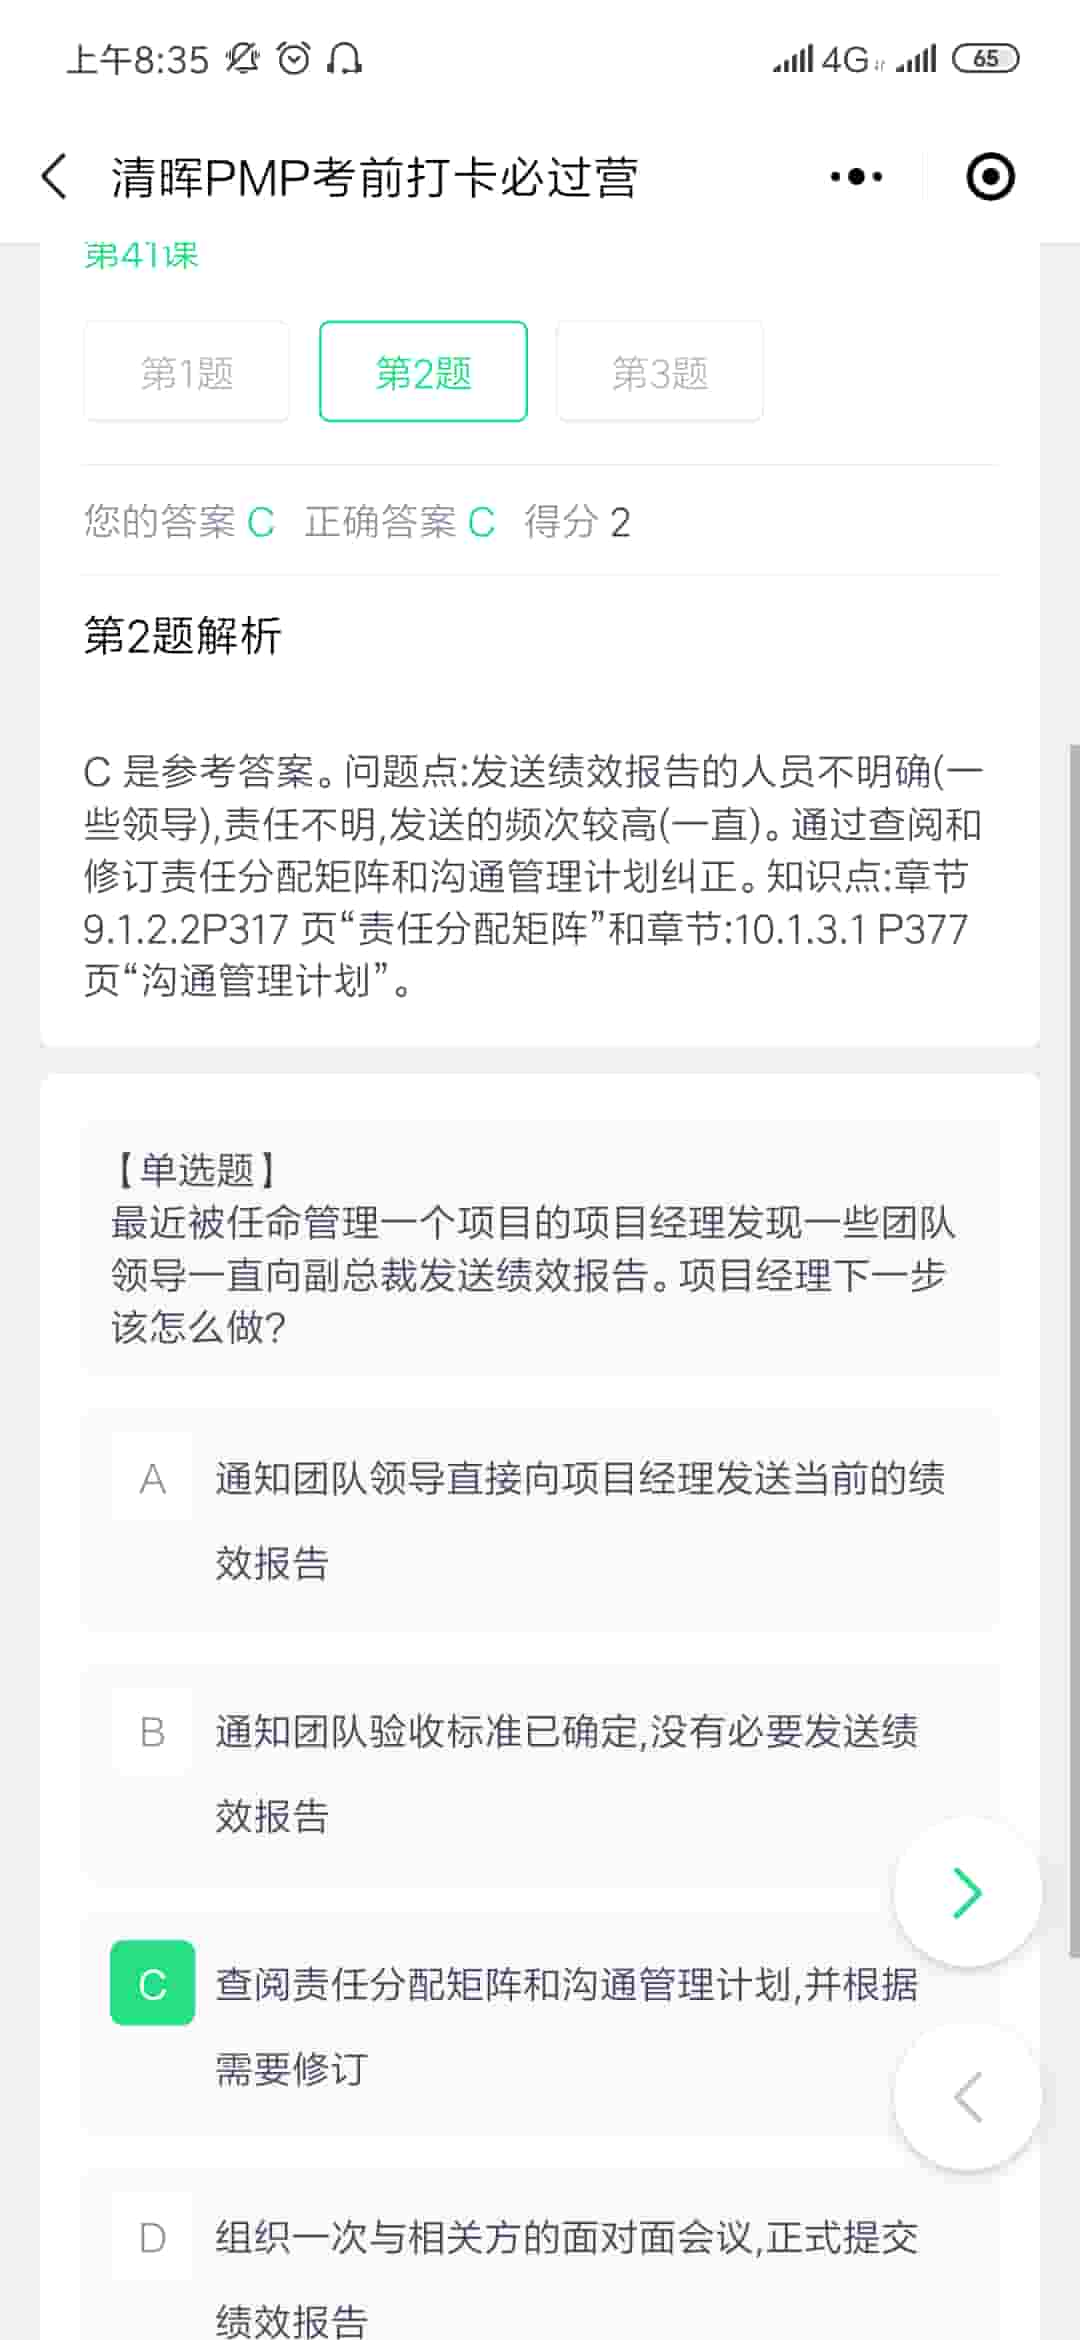 上午8:35 4G 65
清晖PMP考前打卡必过营
第41课
第1题 第2题 第3题
您的答案 C 正确答案 C 得分 2
第2题解析
C 是参考答案。问题点:发送绩效报告的人员不明确(一
些领导),责任不明,发送的频次较高(一直)。通过查阅和
修订责任分配矩阵和沟通管理计划纠正。知识点:章节
9.1.2.2P317 页“责任分配矩阵”和章节:10.1.3.1 P377
页“沟通管理计划”。
【单选题】
最近被任命管理一个项目的项目经理发现一些团队
领导一直向副总裁发送绩效报告。项目经理下一步
该怎么做?
A 通知团队领导直接向项目经理发送当前的绩
效报告
B 通知团队验收标准已确定,没有必要发送绩
效报告
C 查阅责任分配矩阵和沟通管理计划,并根据
需要修订
D 组织一次与相关方的面对面会议,正式提交
绩效报告